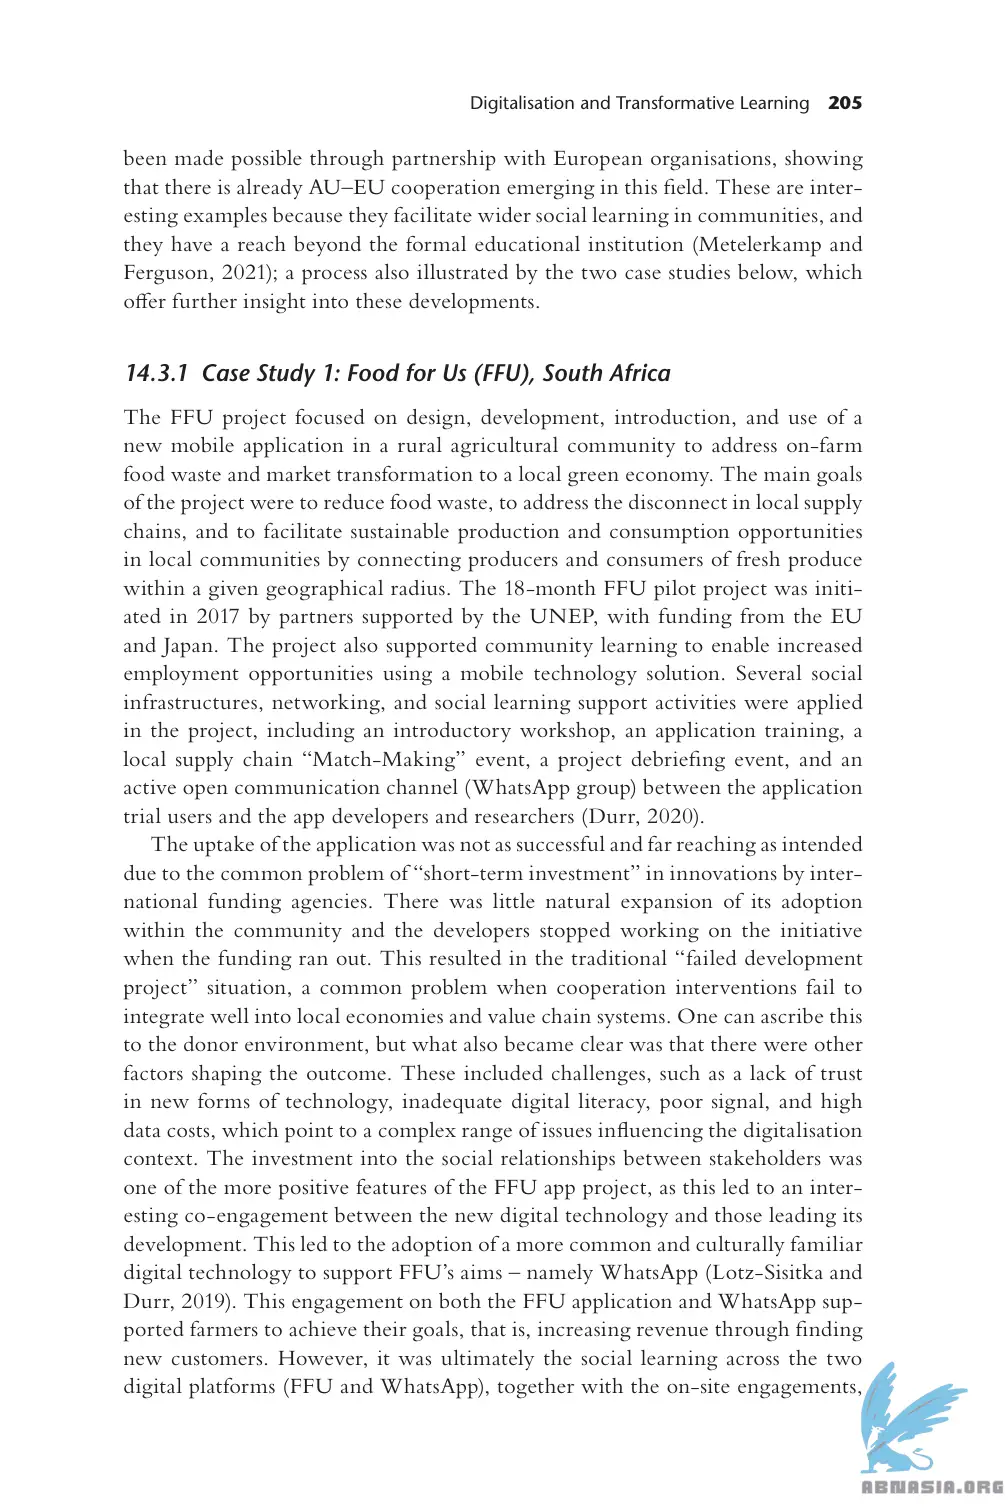 Digitalisation and Transformative Learning 205
been made possible through partnership with European organisations, showing
that there is already AU–EU cooperation emerging in this field. These are inter-
esting examples because they facilitate wider social learning in communities, and
they have a reach beyond the formal educational institution (Metelerkamp and
Ferguson, 2021); a process also illustrated by the two case studies below, which
offer further insight into these developments.
14.3.1 Case Study 1: Food for Us (FFU), South Africa
The FFU project focused on design, development, introduction, and use of a
new mobile application in a rural agricultural community to address on-farm
food waste and market transformation to a local green economy. The main goals
of the project were to reduce food waste, to address the disconnect in local supply
chains, and to facilitate sustainable production and consumption opportunities
in local communities by connecting producers and consumers of fresh produce
within a given geographical radius. The 18-month FFU pilot project was initi-
ated in 2017 by partners supported by the UNEP, with funding from the EU
and Japan. The project also supported community learning to enable increased
employment opportunities using a mobile technology solution. Several social
infrastructures, networking, and social learning support activities were applied
in the project, including an introductory workshop, an application training, a
local supply chain “Match-Making” event, a project debriefing event, and an
active open communication channel (WhatsApp group) between the application
trial users and the app developers and researchers (Durr, 2020).
The uptake of the application was not as successful and far reaching as intended
due to the common problem of “short-term investment” in innovations by inter-
national funding agencies. There was little natural expansion of its adoption
within the community and the developers stopped working on the initiative
when the funding ran out. This resulted in the traditional “failed development
project” situation, a common problem when cooperation interventions fail to
integrate well into local economies and value chain systems. One can ascribe this
to the donor environment, but what also became clear was that there were other
factors shaping the outcome. These included challenges, such as a lack of trust
in new forms of technology, inadequate digital literacy, poor signal, and high
data costs, which point to a complex range of issues influencing the digitalisation
context. The investment into the social relationships between stakeholders was
one of the more positive features of the FFU app project, as this led to an inter-
esting co-engagement between the new digital technology and those leading its
development. This led to the adoption of a more common and culturally familiar
digital technology to support FFU’s aims – namely WhatsApp (Lotz-Sisitka and
Durr, 2019). This engagement on both the FFU application and WhatsApp sup-
ported farmers to achieve their goals, that is, increasing revenue through finding
new customers. However, it was ultimately the social learning across the two
digital platforms (FFU and WhatsApp), together with the on-site engagements,
ABNASIA.ORG